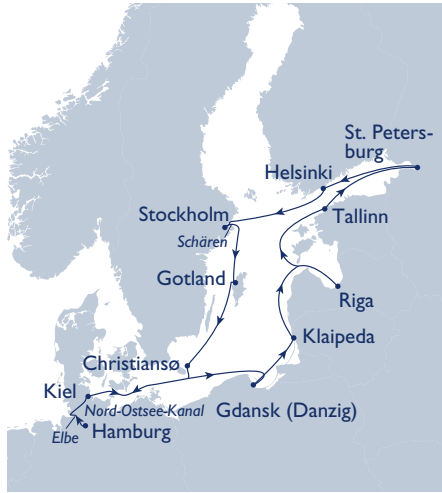 St. Peters-
burg
Helsinki
Stockholm
Tallinn
Schären
Gotland
Riga
Klaipeda
Christiansø
Kiel
Nord-Ostsee-Kanal
Gdansk (Danzig)
Elbe
Hamburg